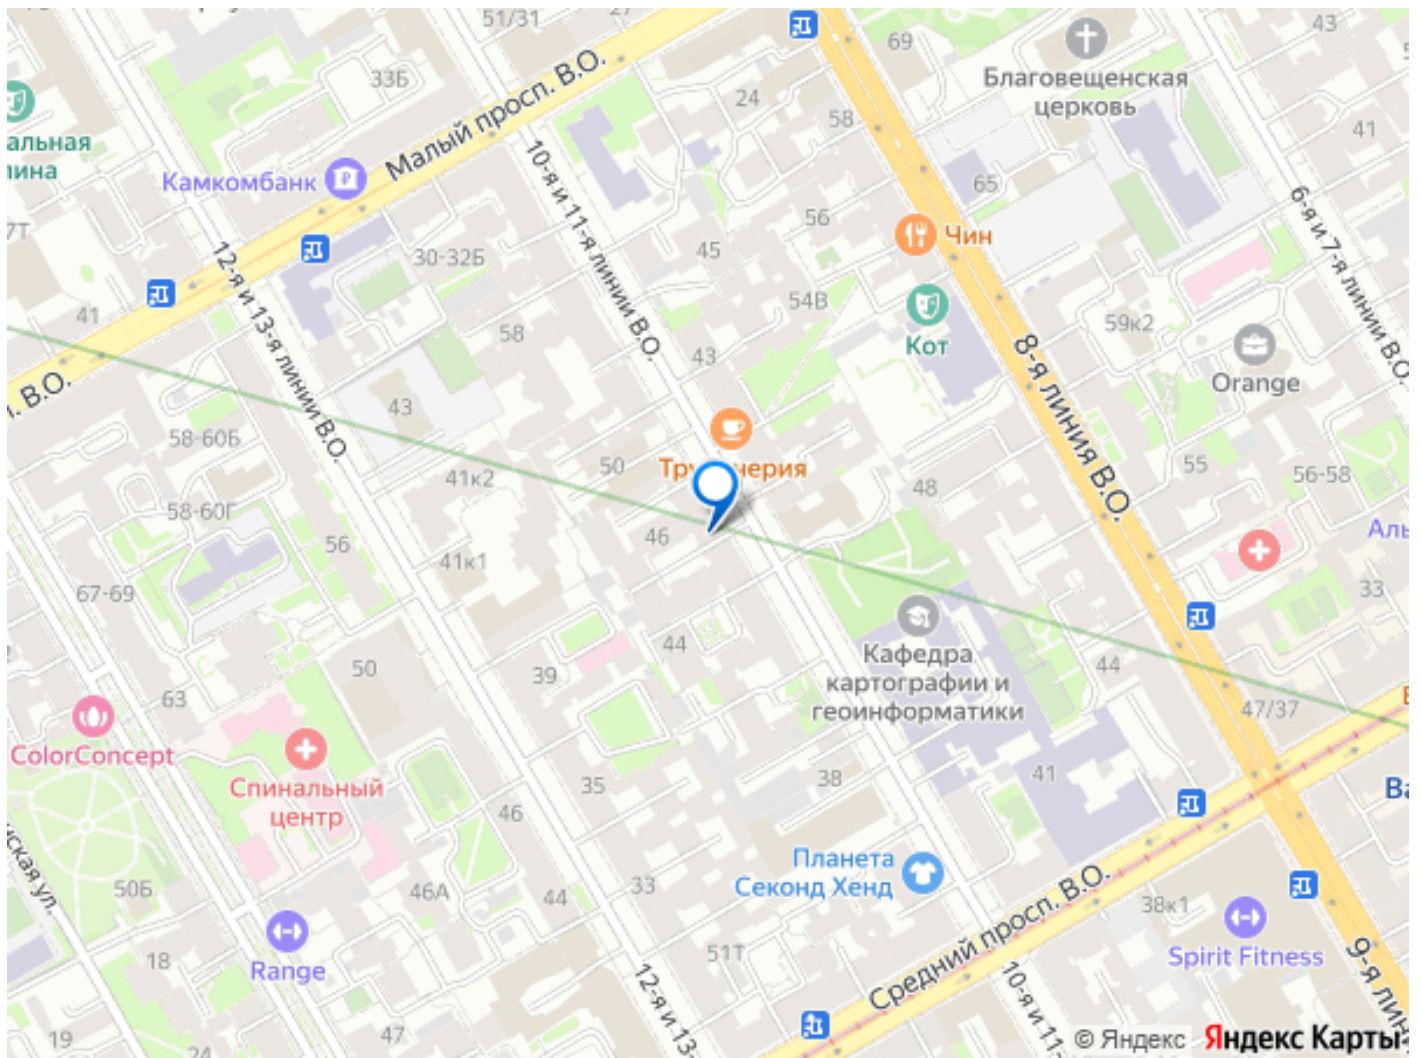 51/31
27
69
43
Благовещенская
церковь
33Б
Малый просп. В.О.
24
58
41
альная
лина
Камкомбанк
65
10-я и 11-я линии В.О.
6-я и 7-я линии В.О.
7Т
56
Чин
45
30-32Б
12-я и 13-я линии В.О.
54В
41
58
59к2
Кот
8-я линия В.О.
43
Orange
В.О.
43
58-60Б
50
41к2
48
55
56-58
58-60Г
46
56
41к1
Аль
67-69
33
Кафедра
картографии и
геоинформатики
44
50
39
44
63
47/37
ColorConcept
Спинальный
центр
35
38
41
Ва
46
Планета
Секонд Хенд
50Б
46А
44
33
Средний просп. В.О.
38к1
ская ул.
Range
18
51Т
Spirit Fitness
12-я и 13-
10-я и 11-
9-я лин
19
24
47
© Яндекс
Яндекс Карты